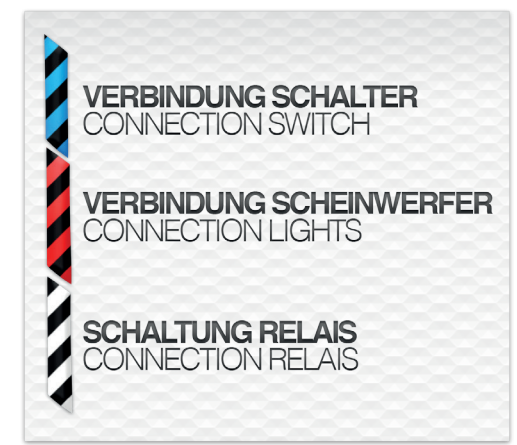 VERBINDUNG SCHALTER
CONNECTION SWITCH
VERBINDUNG SCHEINWERFER
CONNECTION LIGHTS
SCHALTUNG RELAIS
CONNECTION RELAIS